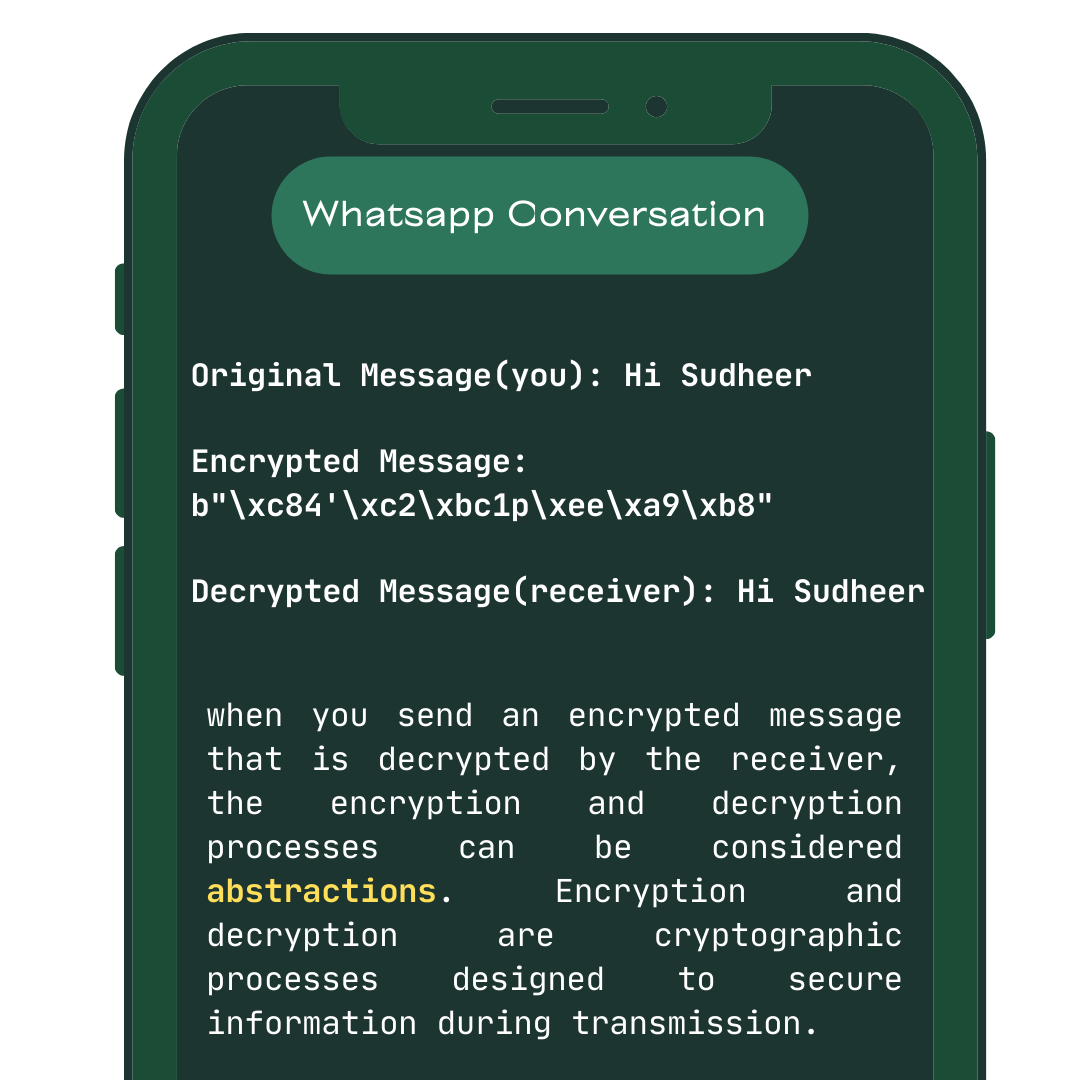 Whatsapp Conversation
Original Message(you): Hi Sudheer
Encrypted Message:
b"\xc84'\xc2\xbc1p\xee\xa9\xb8"
Decrypted Message(receiver): Hi Sudheer
when you send an encrypted message
that is decrypted by the receiver,
the encryption and decryption
processes can be considered
abstractions. Encryption and
decryption are cryptographic
processes designed to secure
information during transmission.